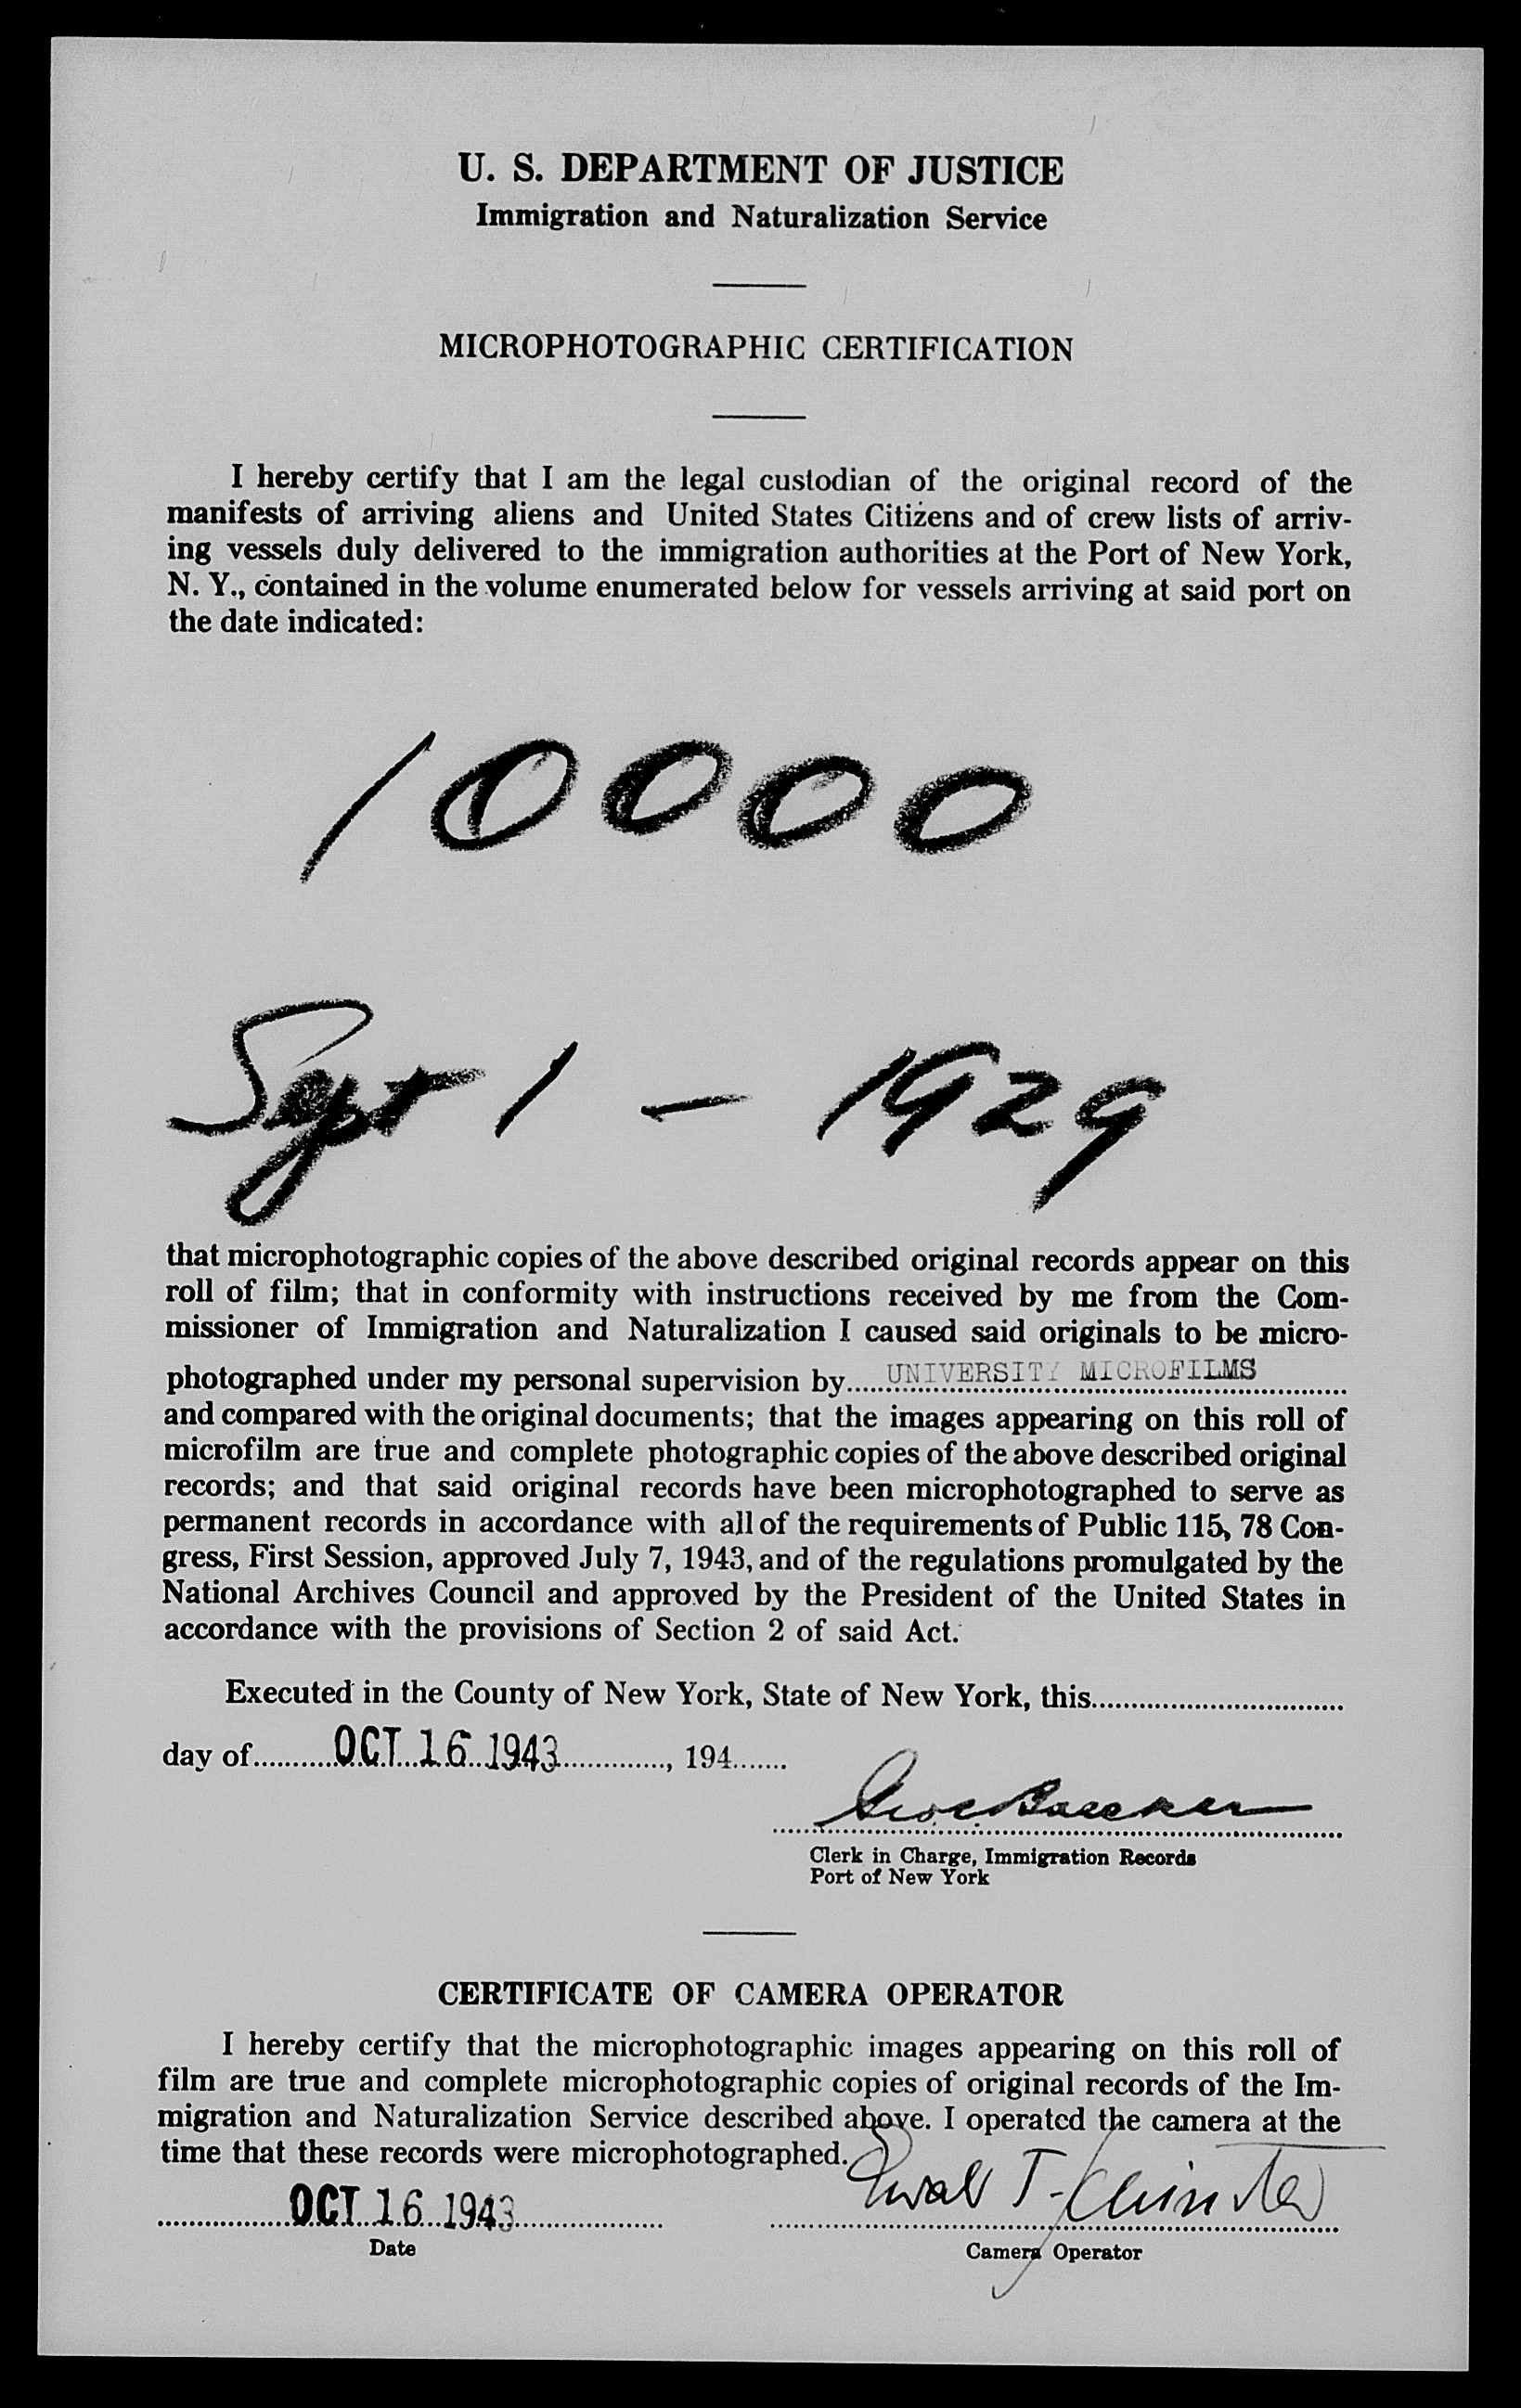 U. S. DEPARTMENT OF JUSTICE
Immigration and Naturalization Service
MICROPHOTOGRAPHIC CERTIFICATION
I hereby certify that I am the legal custodian of the original record of the
manifests of arriving aliens and United States Citizens and of crew lists of arriv-
ing vessels duly delivered to the immigration authorities at the Port of New York,
N. Y., contained in the volume enumerated below for vessels arriving at said port on
the date indicated:
10000
Sept 1 - 1929
that microphotographic copies of the above described original records appear on this
roll of film; that in conformity with instructions received by me from the Com-
missioner of Immigration and Naturalization I caused said originals to be micro-
photographed under my personal supervision by......UNIVERSITY MICROFILMS......
and compared with the original documents; that the images appearing on this roll of
microfilm are true and complete photographic copies of the above described original
records; and that said original records have been microphotographed to serve as
permanent records in accordance with all of the requirements of Public 115, 78 Con-
gress, First Session, approved July 7, 1943, and of the regulations promulgated by the
National Archives Council and approved by the President of the United States in
accordance with the provisions of Section 2 of said Act.
Executed in the County of New York, State of New York, this..............................
day of..........OCT 16 1943.............., 194.......
Clerk in Charge, Immigration Records
Port of New York
CERTIFICATE OF CAMERA OPERATOR
I hereby certify that the microphotographic images appearing on this roll of
film are true and complete microphotographic copies of original records of the Im-
migration and Naturalization Service described above. I operated the camera at the
time that these records were microphotographed.
OCT 16 1943
Date
Camera Operator